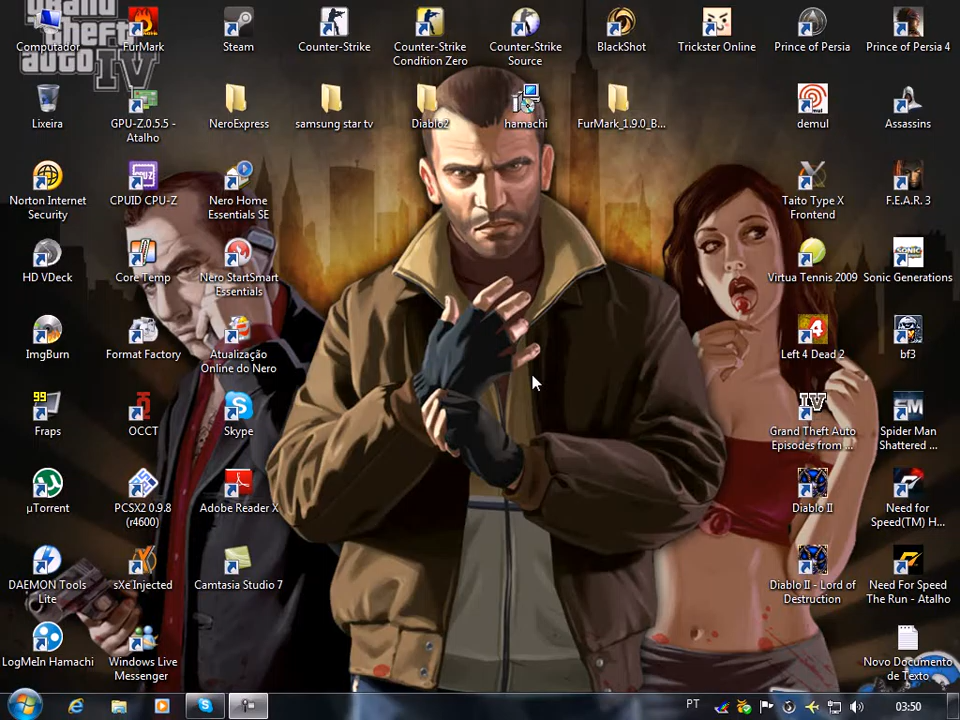 grand
theft
auto
IV
Computador
FurMark
Steam
Counter-Strike
Counter-Strike
Condition Zero
Counter-Strike
Source
BlackShot
Trickster Online
Prince of Persia
Prince of Persia 4
Lixeira
GPU-Z.0.5.5 -
Atalho
NeroExpress
samsung star tv
Diablo2
hamachi
FurMark_1.9.0_B...
demul
Assassins
Norton Internet
Security
CPUID CPU-Z
Nero Home
Essentials SE
Taito Type X
Frontend
F.E.A.R. 3
HD VDeck
Core Temp
Nero StartSmart
Essentials
Virtua Tennis 2009
SONIC
Sonic Generations
ImgBurn
Format Factory
Atualização
Online do Nero
4
Left 4 Dead 2
bf3
99
Fraps
OCCT
Skype
IV
Grand Theft Auto
Episodes from ...
SM
Spider Man
Shattered ...
µTorrent
PCSX2 0.9.8
(r4600)
Adobe Reader X
Diablo II
Need for
Speed(TM) H...
DAEMON Tools
Lite
sXe Injected
Camtasia Studio 7
Diablo II - Lord of
Destruction
Need For Speed
The Run - Atalho
LogMeIn Hamachi
Windows Live
Messenger
Novo Documento
de Texto
PT
03:50